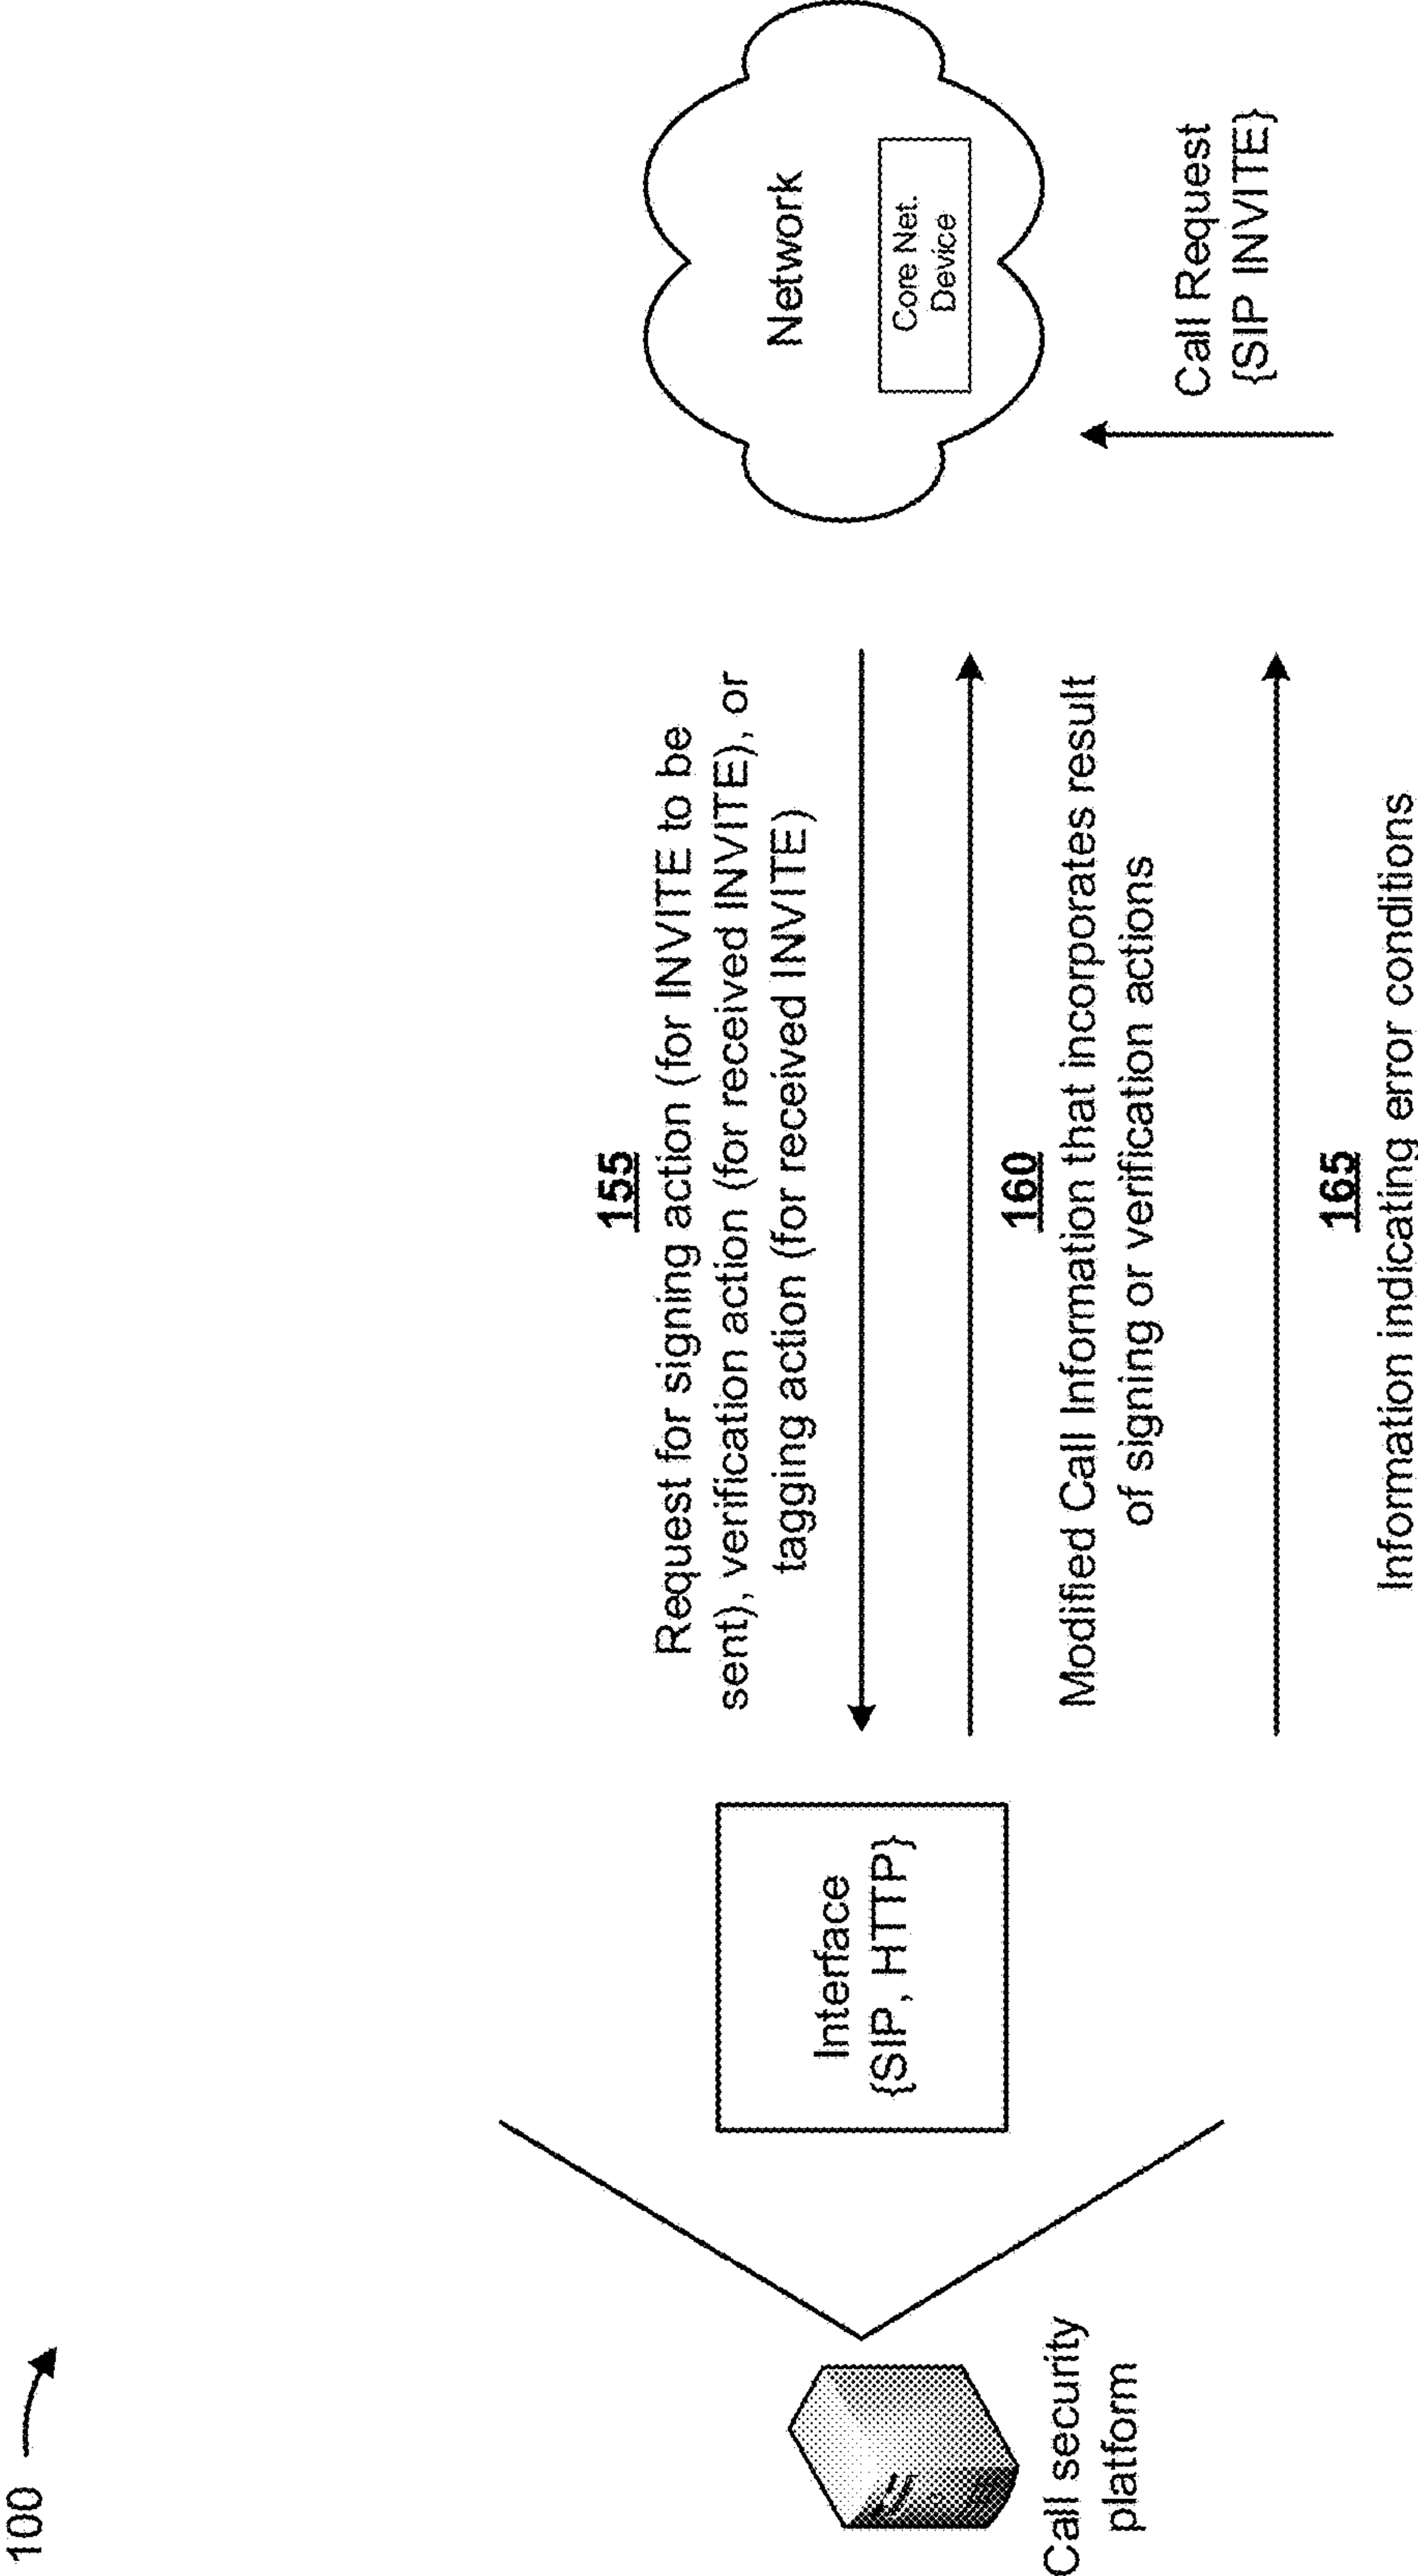 100
155
Request for signing action (for INVITE to be
sent), verification action (for received INVITE), or
tagging action (for received INVITE)
Network
Core Net.
Device
Interface
{SIP, HTTP}
160
Modified Call Information that incorporates result
of signing or verification actions
Call Request
{SIP INVITE}
Call security
platform
165
Information indicating error conditions